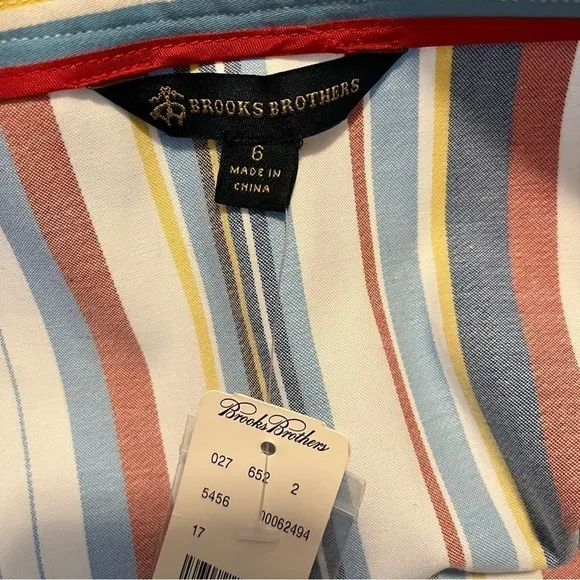 BROOKS BROTHERS
6
MADE IN
CHINA
Brooks Brothers
027 652 2
5456 00062494
17